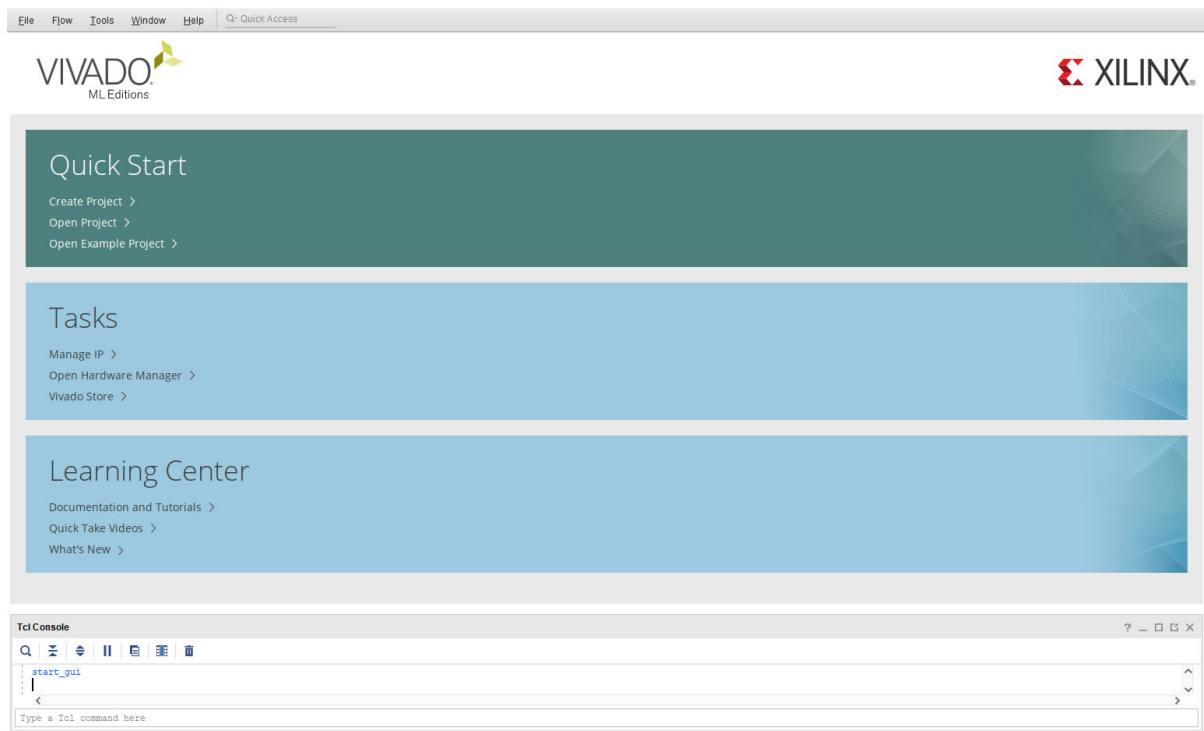 File Flow Tools Window Help Quick Access
VIVADO.
ML Editions
XILINX®
Quick Start
Create Project >
Open Project >
Open Example Project >
Tasks
Manage IP >
Open Hardware Manager >
Vivado Store >
Learning Center
Documentation and Tutorials >
Quick Take Videos >
What's New >
Tcl Console
start_gui
Type a Tcl command here